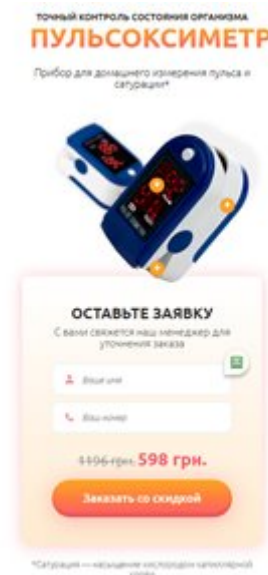 ТОЧНЫЙ КОНТРОЛЬ СОСТОЯНИЯ ОРГАНИЗМА
ПУЛЬСОКСИМЕТР
Прибор для домашнего измерения пульса и
сатурации*
ОСТАВЬТЕ ЗАЯВКУ
С вами свяжется наш менеджер для
уточнения заказа
Ваше имя
Ваш номер
1196 грн. 598 грн.
Заказать со скидкой
*Сатурация — насыщение кислородом капиллярной
крови